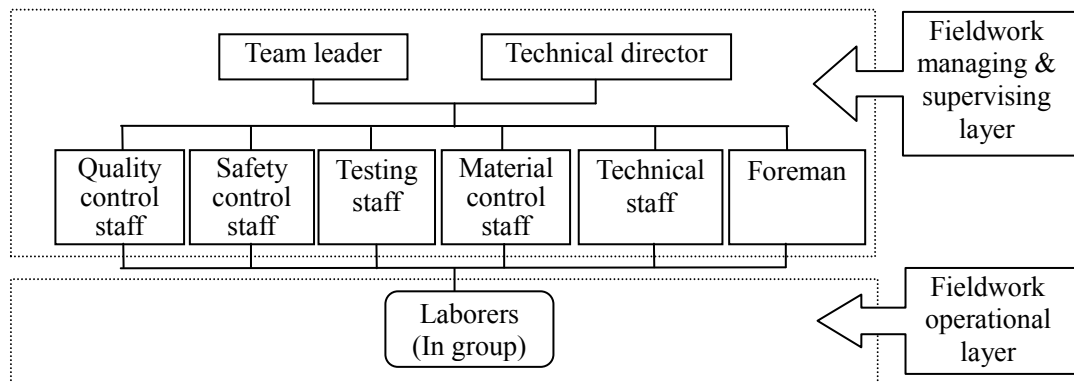 Team leader
Technical director
Fieldwork
managing &
supervising
layer
Quality
control
staff
Safety
control
staff
Testing
staff
Material
control
staff
Technical
staff
Foreman
Laborers
(In group)
Fieldwork
operational
layer